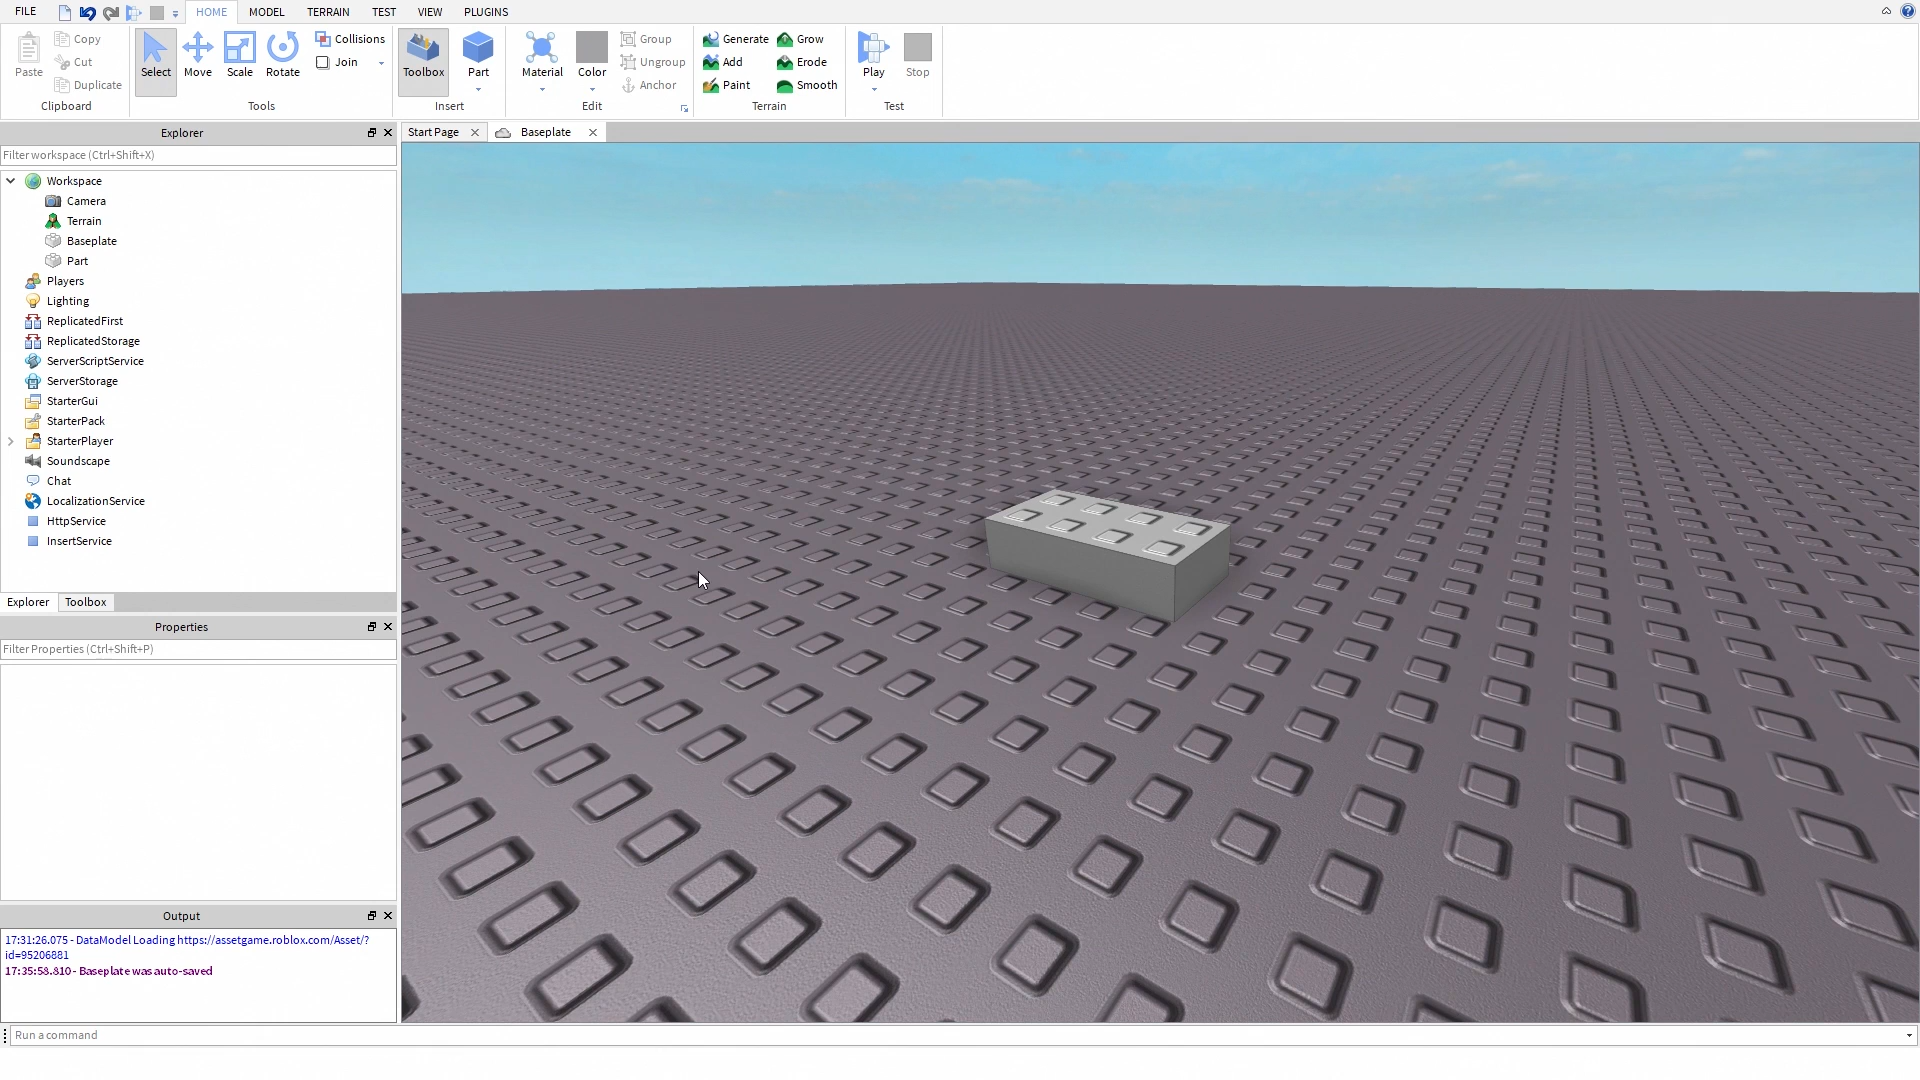 FILE HOME MODEL TERRAIN TEST VIEW PLUGINS
Paste
Copy
Cut
Duplicate
Clipboard
Select
Move
Scale
Rotate
Collisions
Join
Tools
Toolbox
Part
Insert
Material
Color
Group
Ungroup
Anchor
Edit
Generate
Grow
Add
Erode
Paint
Smooth
Terrain
Play
Stop
Test
Explorer
Filter workspace (Ctrl+Shift+X)
Workspace
Camera
Terrain
Baseplate
Part
Players
Lighting
ReplicatedFirst
ReplicatedStorage
ServerScriptService
ServerStorage
StarterGui
StarterPack
StarterPlayer
Soundscape
Chat
LocalizationService
HttpService
InsertService
Explorer Toolbox
Properties
Filter Properties (Ctrl+Shift+P)
Output
17:31:26.075 - DataModel Loading https://assetgame.roblox.com/Asset/?
id=95206881
17:35:58.810 - Baseplate was auto-saved
Start Page
Baseplate
Run a command